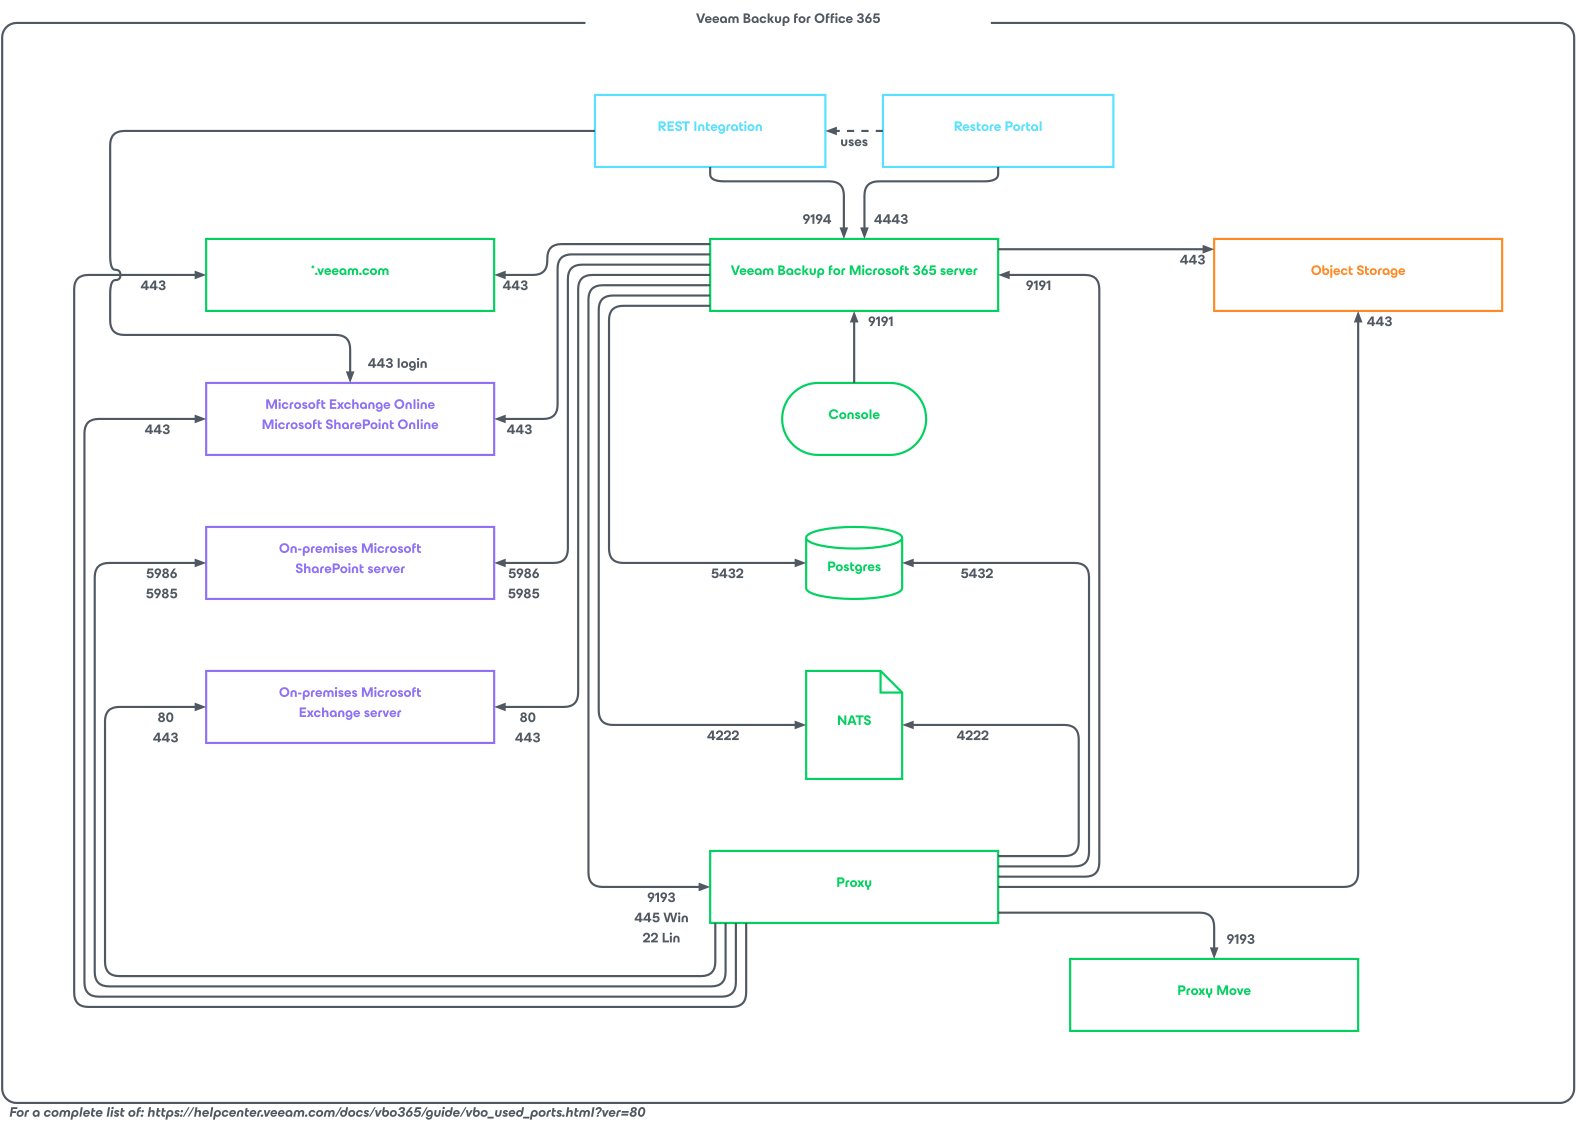 Veeam Backup for Office 365
REST Integration
Restore Portal
uses
9194
4443
*.veeam.com
Veeam Backup for Microsoft 365 server
Object Storage
443
443
443
9191
9191
443
443 login
Microsoft Exchange Online
Microsoft SharePoint Online
Console
443
443
On-premises Microsoft
SharePoint server
Postgres
5986
5985
5986
5985
5432
5432
On-premises Microsoft
Exchange server
NATS
80
443
80
443
4222
4222
Proxy
9193
445 Win
22 Lin
9193
Proxy Move
For a complete list of: https://helpcenter.veeam.com/docs/vbo365/guide/vbo_used_ports.html?ver=80